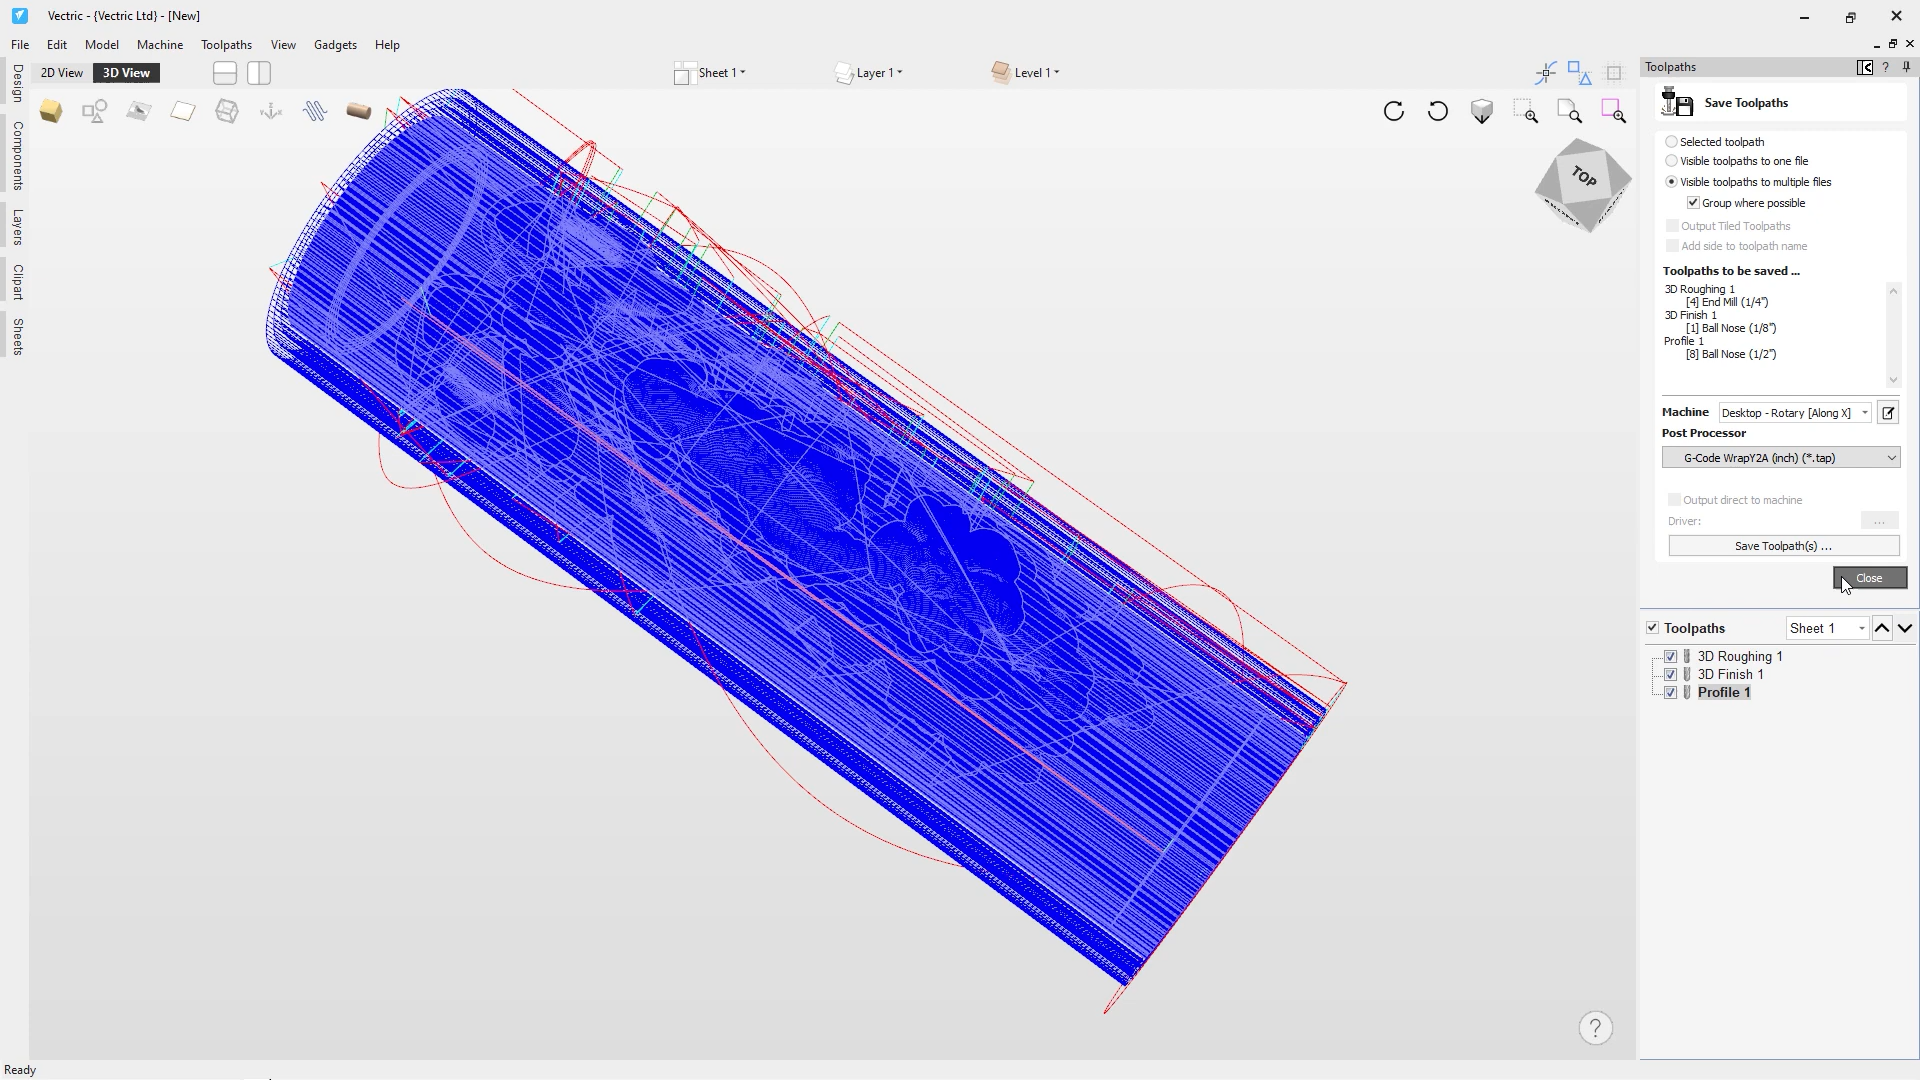 Vectric - {Vectric Ltd} - [New]
File Edit Model Machine Toolpaths View Gadgets Help
2D View 3D View Sheet 1 Layer 1 Level 1
Toolpaths
?
Design
Components
Layers
Clipart
Sheets
TOP
Save Toolpaths
Selected toolpath
Visible toolpaths to one file
Visible toolpaths to multiple files
Group where possible
Output Tiled Toolpaths
Add side to toolpath name
Toolpaths to be saved ...
3D Roughing 1
[4] End Mill (1/4")
3D Finish 1
[1] Ball Nose (1/8")
Profile 1
[8] Ball Nose (1/2")
Machine Desktop - Rotary [Along X]
Post Processor
G-Code WrapY2A (inch) (*.tap)
Output direct to machine
Driver: ...
Save Toolpath(s) ...
Close
Toolpaths Sheet 1
3D Roughing 1
3D Finish 1
Profile 1
?
Ready